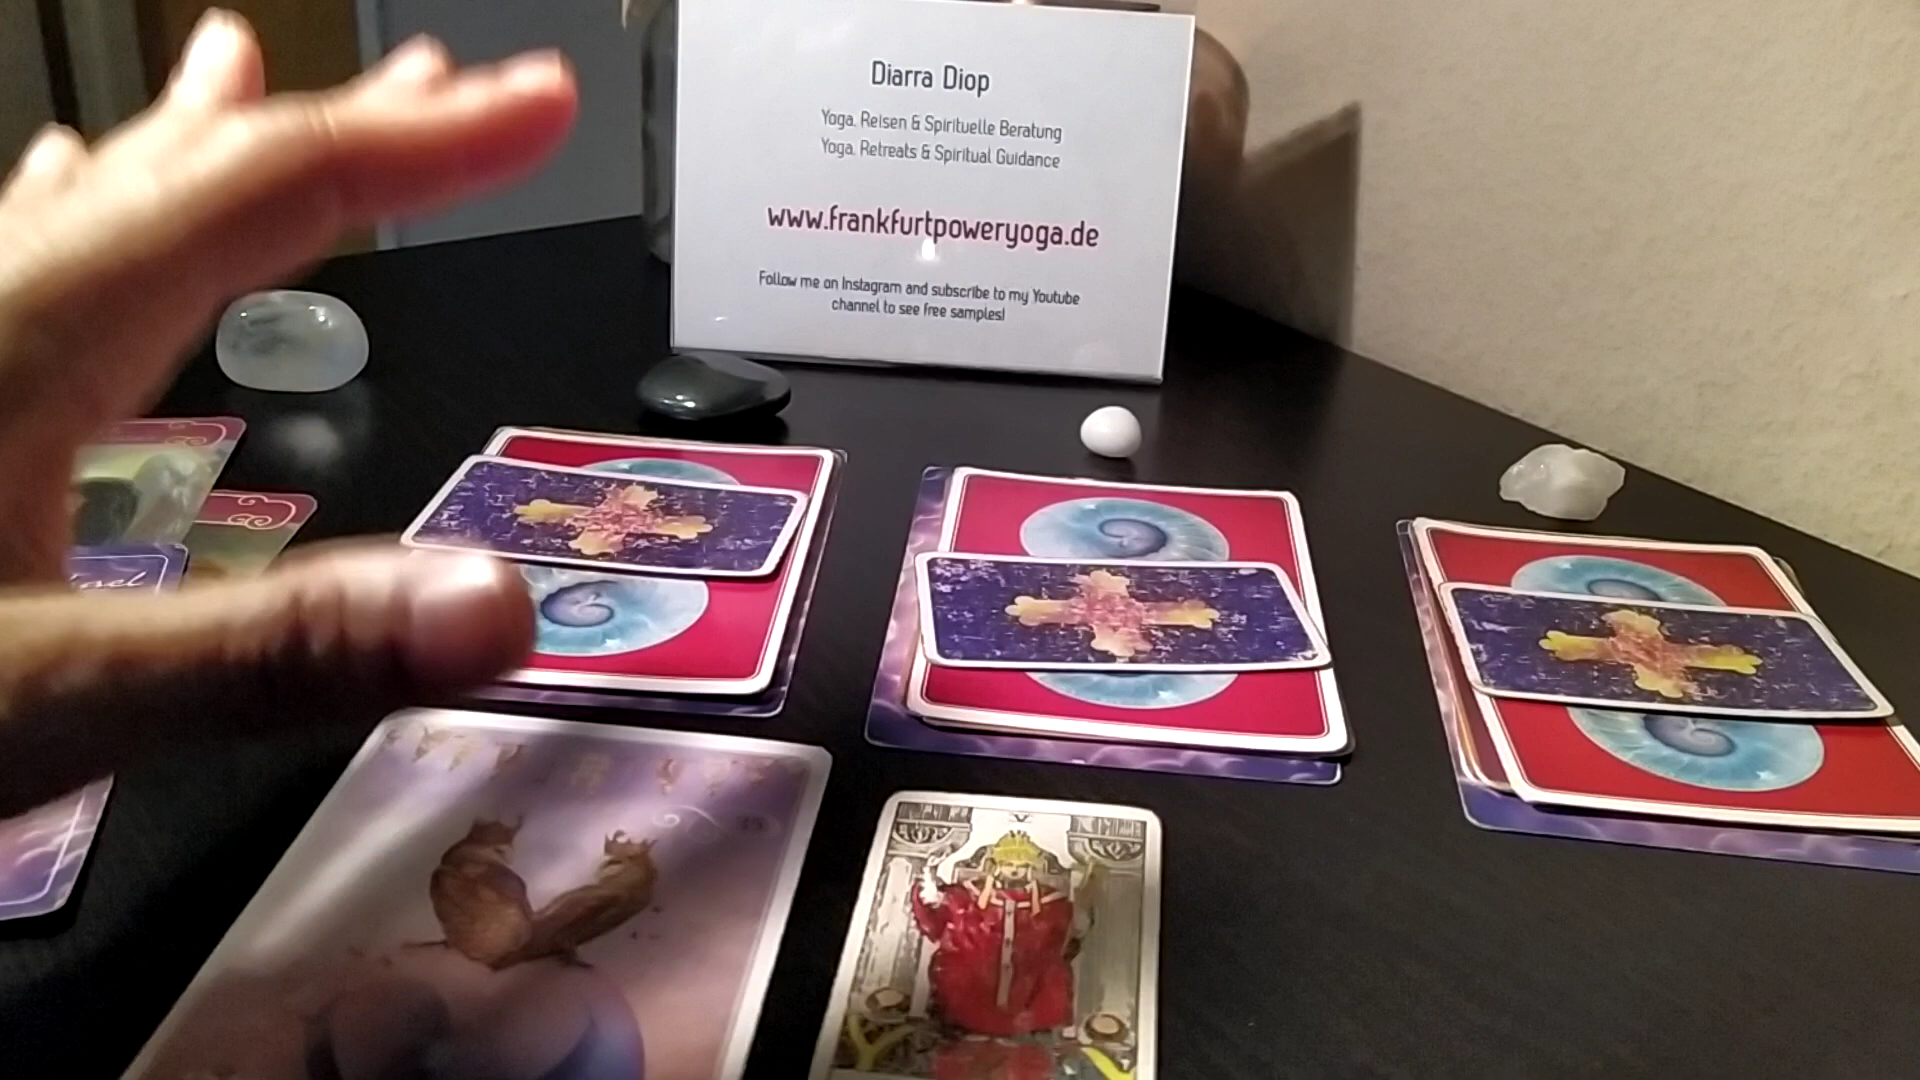 Diarra Diop
Yoga, Reisen & Spirituelle Beratung
Yoga, Retreats & Spiritual Guidance
www.frankfurtpoweryoga.de
Follow me on Instagram and subscribe to my Youtube
channel to see free samples!
V